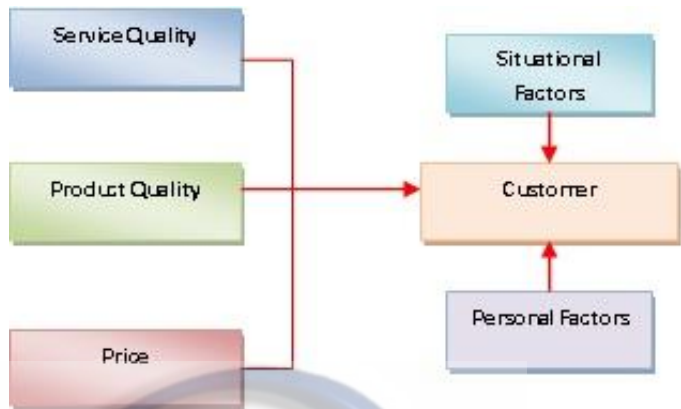 Service Quality
Situational
Factors
Product Quality
Customer
Personal Factors
Price